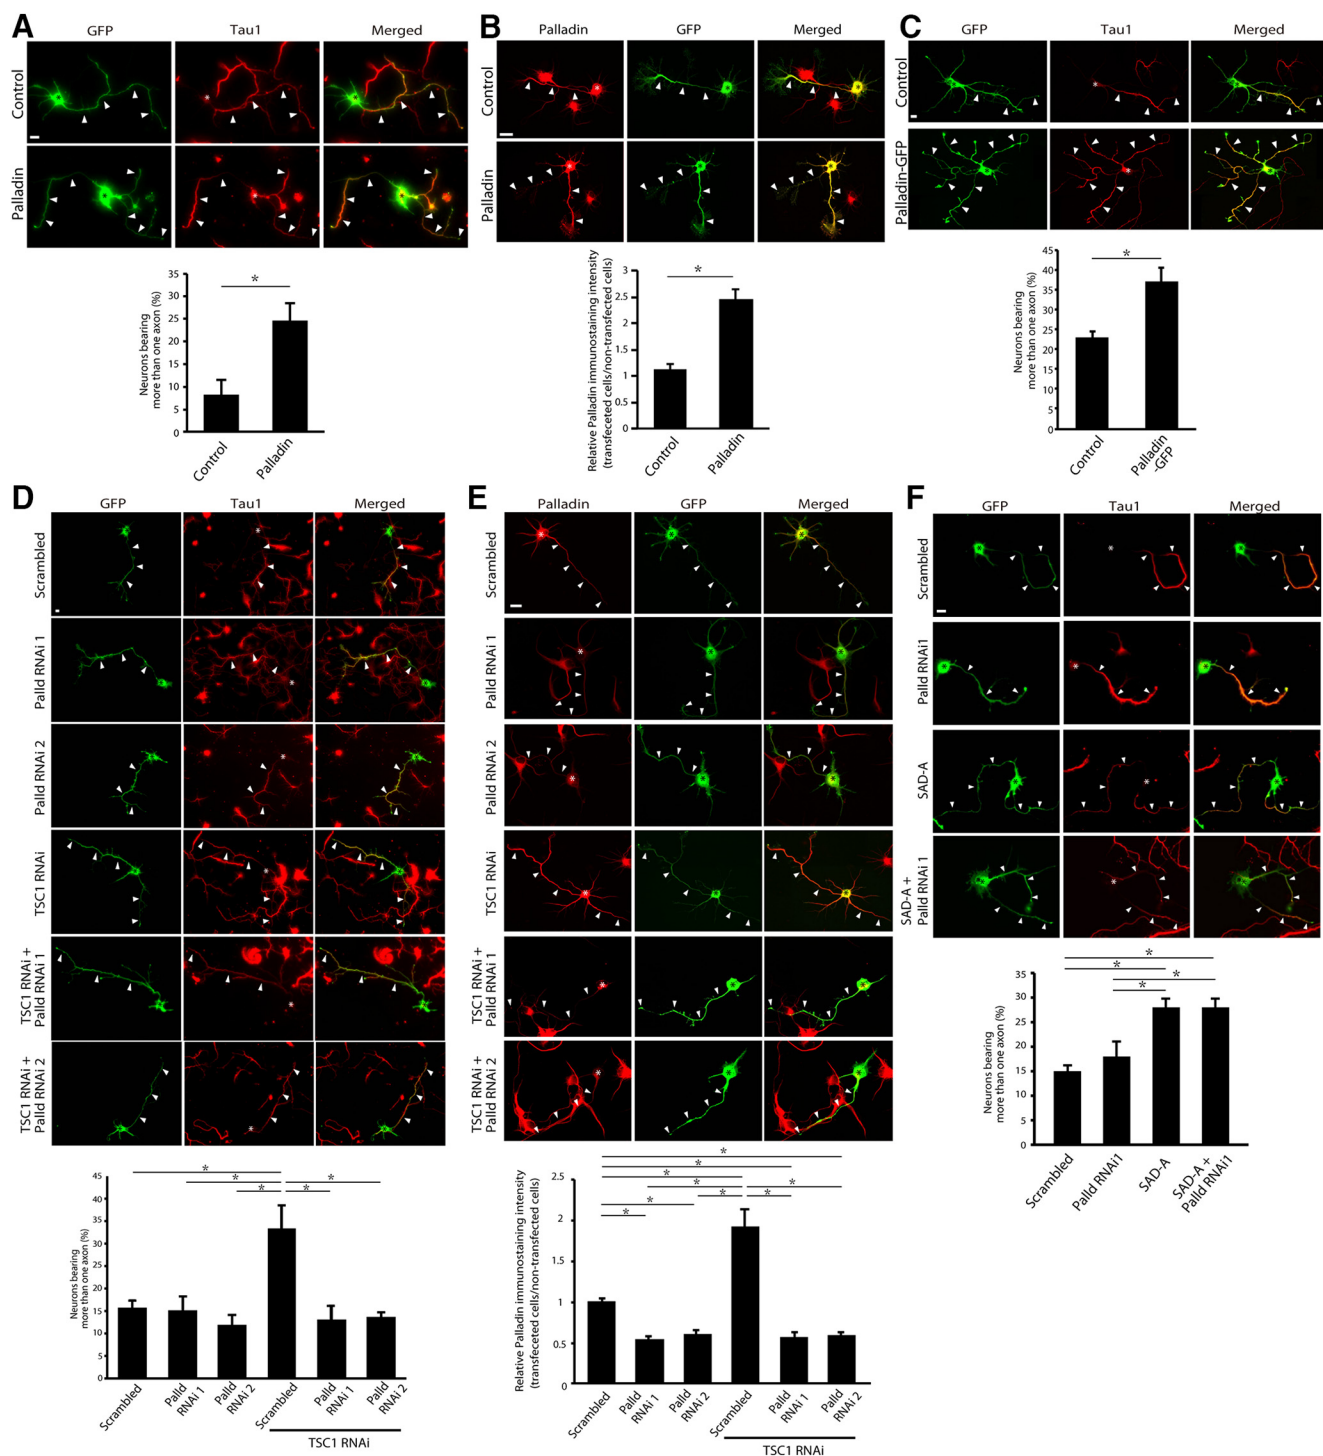 A
GFP Tau1 Merged
Control
Palladin
Neurons bearing
more than one axon (%)
35
30
25
20
15
10
5
0
*
Control
Palladin
B
Palladin GFP Merged
Control
Palladin
Relative Palladin immunostaining intensity
(transfeceted cells/non-transfected cells)
3
2.5
2
1.5
1
0.5
0
*
Control
Palladin
C
GFP Tau1 Merged
Control
Palladin-GFP
Neurons bearing
more than one axon (%)
45
40
35
30
25
20
15
10
5
0
*
Control
Palladin
-GFP
D
GFP Tau1 Merged
Scrambled
Palld RNAi 1
Palld RNAi 2
TSC1 RNAi
TSC1 RNAi +
Palld RNAi 1
TSC1 RNAi +
Palld RNAi 2
Neurons bearing
more than one axon (%)
45
40
35
30
25
20
15
10
5
0
* * * * *
Scrambled
Palld
RNAi 1
Palld
RNAi 2
Scrambled
Palld
RNAi 1
Palld
RNAi 2
TSC1 RNAi
E
Palladin GFP Merged
Scrambled
Palld RNAi 1
Palld RNAi 2
TSC1 RNAi
TSC1 RNAi +
Palld RNAi 1
TSC1 RNAi +
Palld RNAi 2
Relative Palladin immunostaining intensity
(transfeceted cells/non-transfected cells)
2.5
2
1.5
1
0.5
0
* * * * * * * * *
Scrambled
Palld
RNAi 1
Palld
RNAi 2
Scrambled
Palld
RNAi 1
Palld
RNAi 2
TSC1 RNAi
F
GFP Tau1 Merged
Scrambled
Palld RNAi1
SAD-A
SAD-A +
Palld RNAi 1
Neurons bearing
more than one axon (%)
35
30
25
20
15
10
5
0
* * * *
Scrambled
Palld RNAi1
SAD-A
SAD-A +
Palld RNAi1